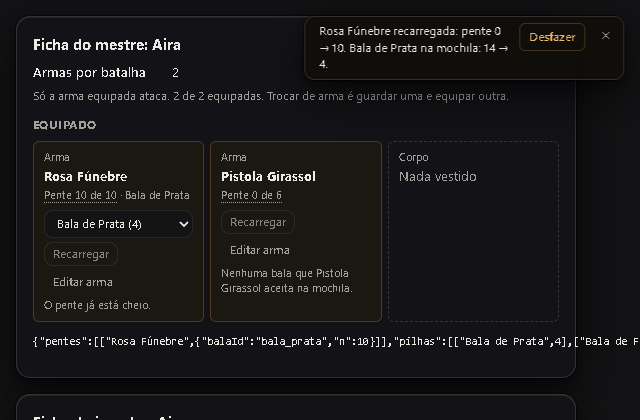 Ficha do mestre: Aira
Rosa Fúnebre recarregada: pente 0
→ 10. Bala de Prata na mochila: 14 →
4.
Desfazer
×
Armas por batalha 2
Só a arma equipada ataca. 2 de 2 equipadas. Trocar de arma é guardar uma e equipar outra.
EQUIPADO
Arma
Rosa Fúnebre
Pente 10 de 10 · Bala de Prata
Bala de Prata (4)
Recarregar
Editar arma
O pente já está cheio.
Arma
Pistola Girassol
Pente 0 de 6
Recarregar
Editar arma
Nenhuma bala que Pistola
Girassol aceita na mochila.
Corpo
Nada vestido
{"pentes":[["Rosa Fúnebre",{"balaId":"bala_prata","n":10}]],"pilhas":[["Bala de Prata",4],["Bala de F